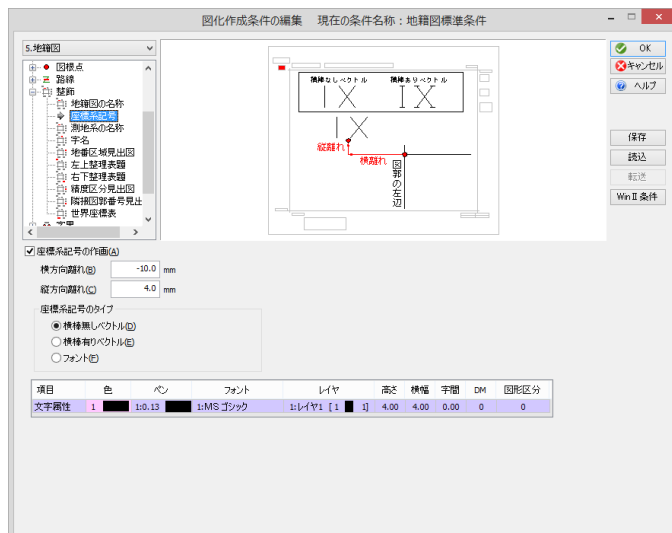 図化作成条件の編集　現在の条件名称：地籍図標準条件
5.地籍図
図根点
路線
整飾
地籍図の名称
座標系記号
測地系の名称
字名
地番区域見出図
左上整理表題
右下整理表題
精度区分見出図
隣接図郭番号見出
世界座標表
横棒なしベクトル
横棒ありベクトル
IX
IX
IX
縦離れ
横離れ
図郭の左辺
OK
キャンセル
ヘルプ
保存
読込
転送
WinⅡ条件
座標系記号の作画(A)
横方向離れ(B) -10.0 mm
縦方向離れ(C) 4.0 mm
座標系記号のタイプ
横棒無しベクトル(D)
横棒有りベクトル(E)
フォント(F)
項目 色 ペン フォント レイヤ 高さ 横幅 字間 DM 図形区分
文字属性 1 1:0.13 1:MS ゴシック 1:レイヤ1 [ 1 1] 4.00 4.00 0.00 0 0